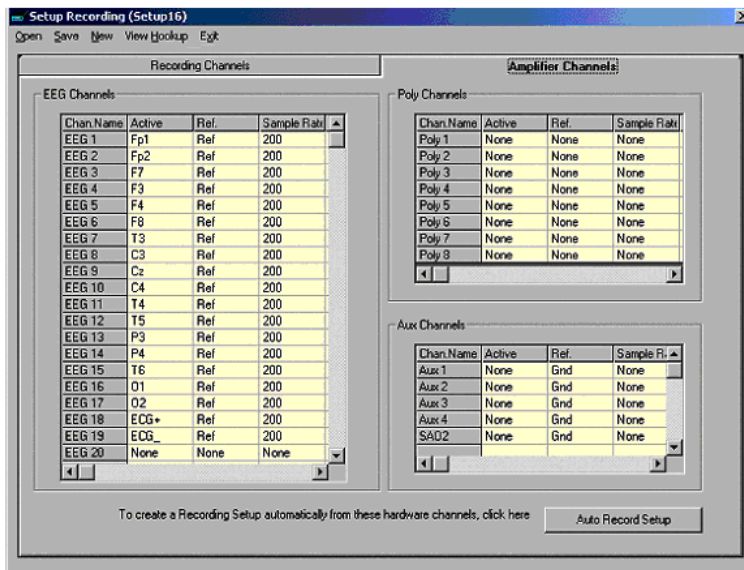 Setup Recording (Setup16)
Open Save New View Hookup Exit
Recording Channels
Amplifier Channels
EEG Channels
Chan.Name Active Ref. Sample Rate
EEG 1 Fp1 Ref 200
EEG 2 Fp2 Ref 200
EEG 3 F7 Ref 200
EEG 4 F3 Ref 200
EEG 5 F4 Ref 200
EEG 6 F8 Ref 200
EEG 7 T3 Ref 200
EEG 8 C3 Ref 200
EEG 9 Cz Ref 200
EEG 10 C4 Ref 200
EEG 11 T4 Ref 200
EEG 12 T5 Ref 200
EEG 13 P3 Ref 200
EEG 14 P4 Ref 200
EEG 15 T6 Ref 200
EEG 16 O1 Ref 200
EEG 17 O2 Ref 200
EEG 18 ECG+ Ref 200
EEG 19 ECG_ Ref 200
EEG 20 None None None
Poly Channels
Chan.Name Active Ref. Sample Rate
Poly 1 None None None
Poly 2 None None None
Poly 3 None None None
Poly 4 None None None
Poly 5 None None None
Poly 6 None None None
Poly 7 None None None
Poly 8 None None None
Aux Channels
Chan.Name Active Ref. Sample R.
Aux 1 None Gnd None
Aux 2 None Gnd None
Aux 3 None Gnd None
Aux 4 None Gnd None
SAO2 None Gnd None
To create a Recording Setup automatically from these hardware channels, click here
Auto Record Setup